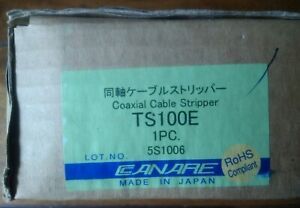 同軸ケーブルストリッパー
Coaxial Cable Stripper
TS100E
1PC.
5S1006
LOT.NO.
CANARE
MADE IN JAPAN
RoHS
Compliant